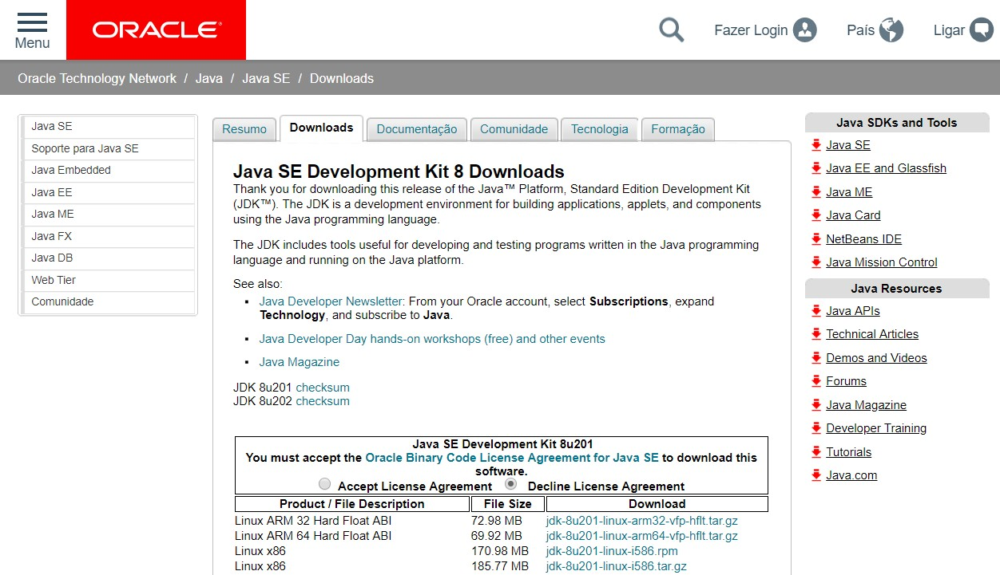 Menu
ORACLE
Fazer Login
País
Ligar
Oracle Technology Network / Java / Java SE / Downloads
Java SE
Soporte para Java SE
Java Embedded
Java EE
Java ME
Java FX
Java DB
Web Tier
Comunidade
Resumo
Downloads
Documentação
Comunidade
Tecnologia
Formação
Java SE Development Kit 8 Downloads
Thank you for downloading this release of the Java™ Platform, Standard Edition Development Kit
(JDK™). The JDK is a development environment for building applications, applets, and components
using the Java programming language.
The JDK includes tools useful for developing and testing programs written in the Java programming
language and running on the Java platform.
See also:
▪ Java Developer Newsletter: From your Oracle account, select Subscriptions, expand
Technology, and subscribe to Java.
▪ Java Developer Day hands-on workshops (free) and other events
▪ Java Magazine
JDK 8u201 checksum
JDK 8u202 checksum
Java SE Development Kit 8u201
You must accept the Oracle Binary Code License Agreement for Java SE to download this
software.
Accept License Agreement Decline License Agreement
Product / File Description File Size Download
Linux ARM 32 Hard Float ABI 72.98 MB jdk-8u201-linux-arm32-vfp-hflt.tar.gz
Linux ARM 64 Hard Float ABI 69.92 MB jdk-8u201-linux-arm64-vfp-hflt.tar.gz
Linux x86 170.98 MB jdk-8u201-linux-i586.rpm
Linux x86 185.77 MB jdk-8u201-linux-i586.tar.gz
Java SDKs and Tools
Java SE
Java EE and Glassfish
Java ME
Java Card
NetBeans IDE
Java Mission Control
Java Resources
Java APIs
Technical Articles
Demos and Videos
Forums
Java Magazine
Developer Training
Tutorials
Java.com